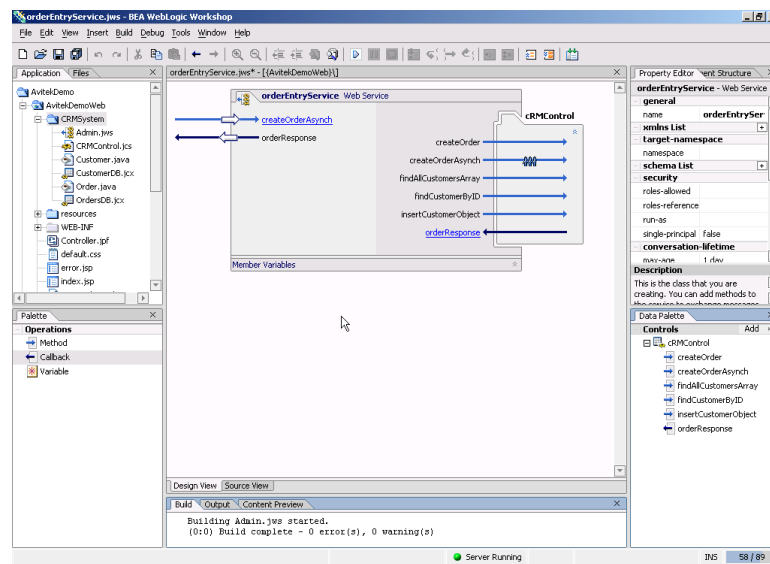 orderEntryService.jws - BEA WebLogic Workshop
File Edit View Insert Build Debug Tools Window Help
Application Files
AvitekDemo
AvitekDemoWeb
CRMSystem
Admin.jws
CRMControl.jcs
Customer.java
CustomerDB.jcx
Order.java
OrdersDB.jcx
resources
WEB-INF
Controller.jpf
default.css
error.jsp
index.jsp
Palette
Operations
Method
Callback
Variable
orderEntryService.jws* - [{AvitekDemoWeb}\]
orderEntryService Web Service
createOrderAsynch
orderResponse
cRMControl
createOrder
createOrderAsynch
findAllCustomersArray
findCustomerByID
insertCustomerObject
orderResponse
Member Variables
Design View Source View
Build Output Content Preview
Building Admin.jws started.
(0:0) Build complete - 0 error(s), 0 warning(s)
Property Editor ent Structure
orderEntryService - Web Service
general
name orderEntrySer
xmlns List
target-namespace
namespace
schema List
security
roles-allowed
roles-reference
run-as
single-principal false
conversation-lifetime
max-age 1 day
Description
This is the class that you are
creating. You can add methods to
the service to exchange messages
Data Palette
Controls Add
cRMControl
createOrder
createOrderAsynch
findAllCustomersArray
findCustomerByID
insertCustomerObject
orderResponse
Server Running
INS 58 / 89